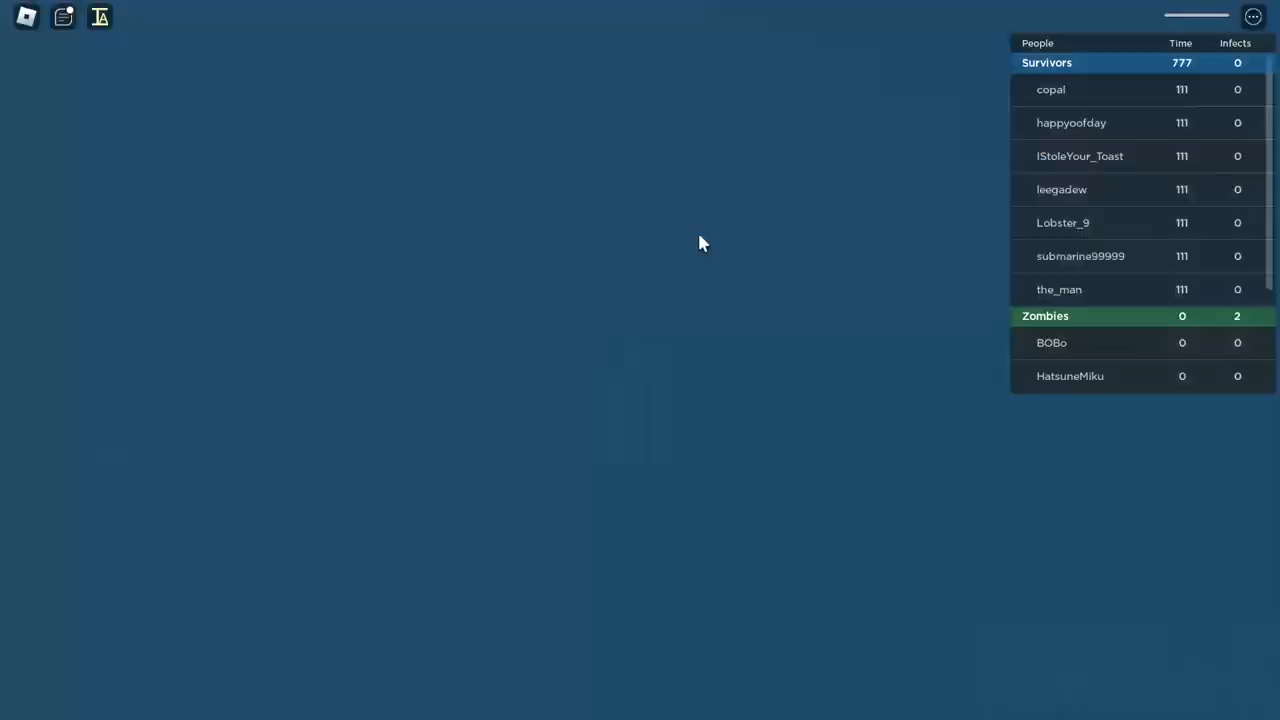 People Time Infects
Survivors 777 0
copal 111 0
happyoofday 111 0
IStoleYour_Toast 111 0
leegadew 111 0
Lobster_9 111 0
submarine99999 111 0
the_man 111 0
Zombies 0 2
BOBo 0 0
HatsuneMiku 0 0